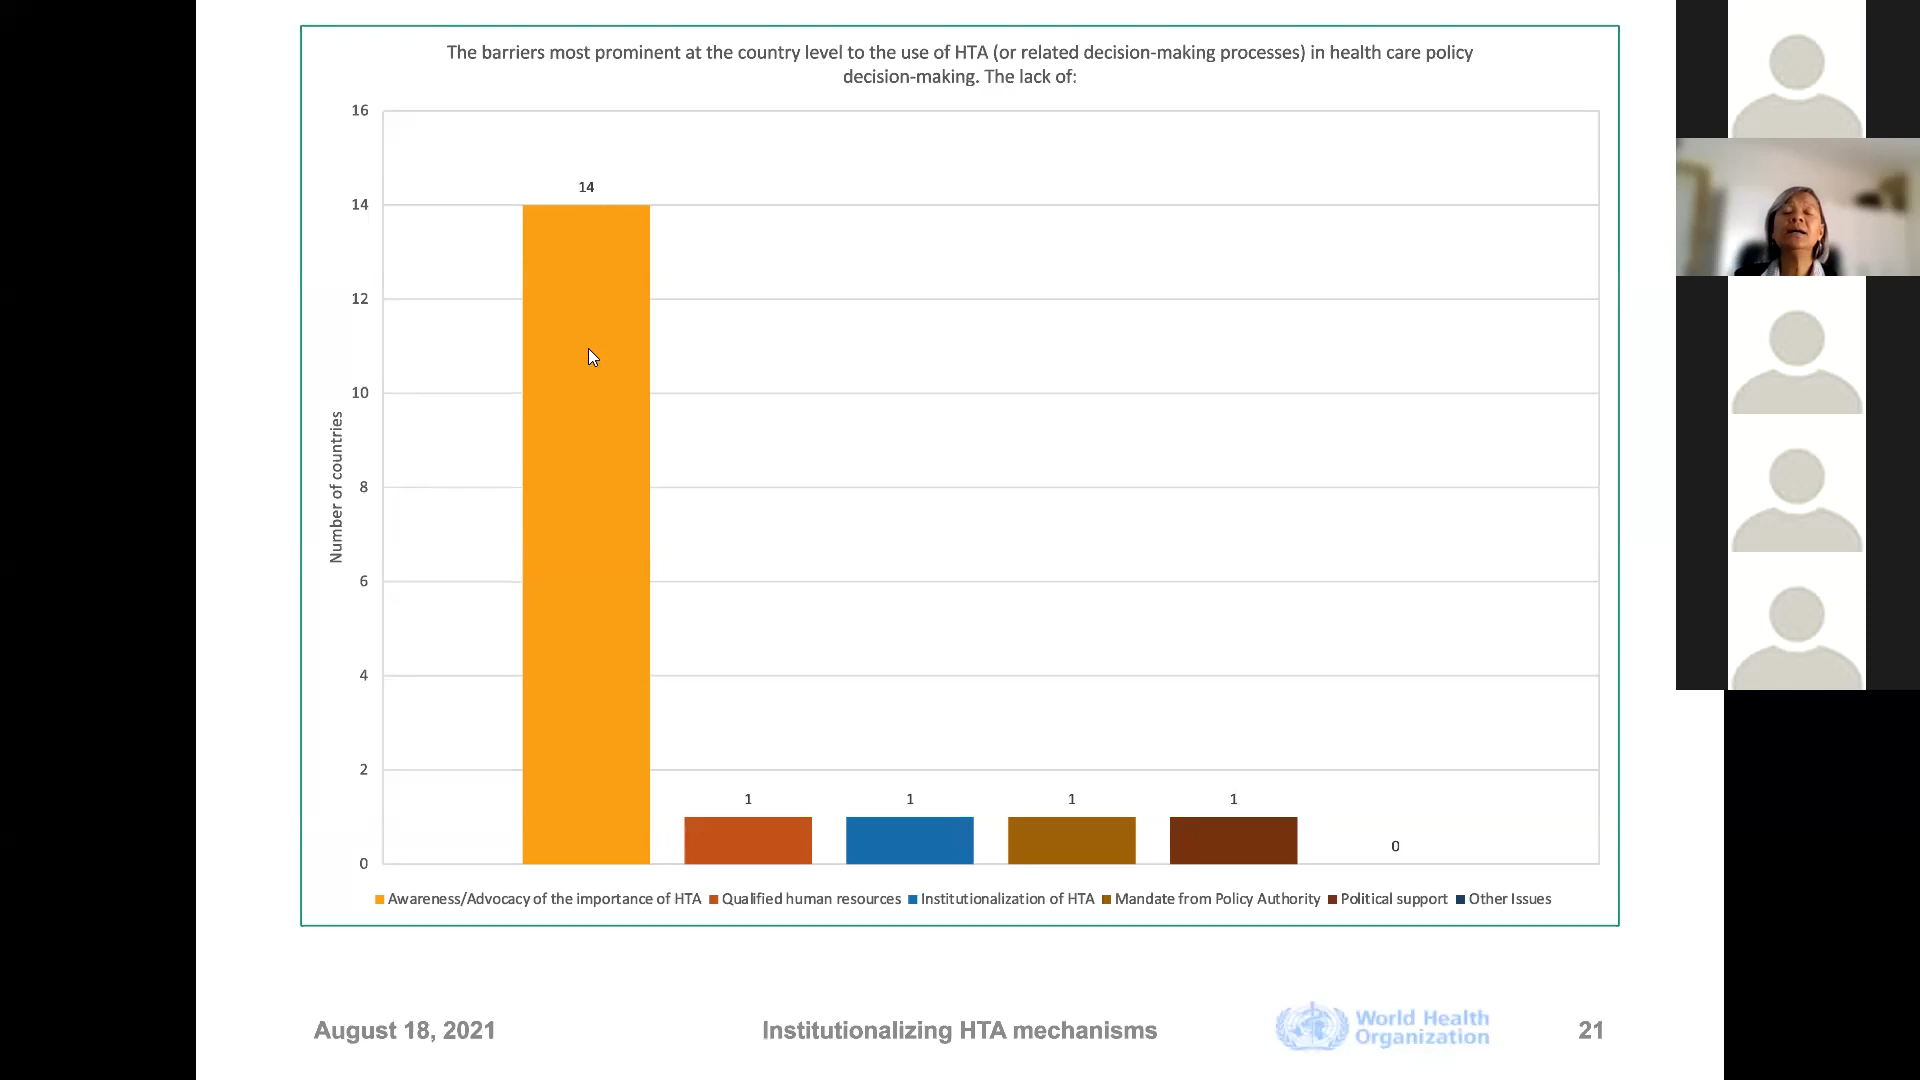 The barriers most prominent at the country level to the use of HTA (or related decision-making processes) in health care policy
decision-making. The lack of:
16
14
14
12
10
Number of countries
8
6
4
2
1
1
1
1
0
0
Awareness/Advocacy of the importance of HTA Qualified human resources Institutionalization of HTA Mandate from Policy Authority Political support Other Issues
August 18, 2021
Institutionalizing HTA mechanisms
World Health
Organization
21